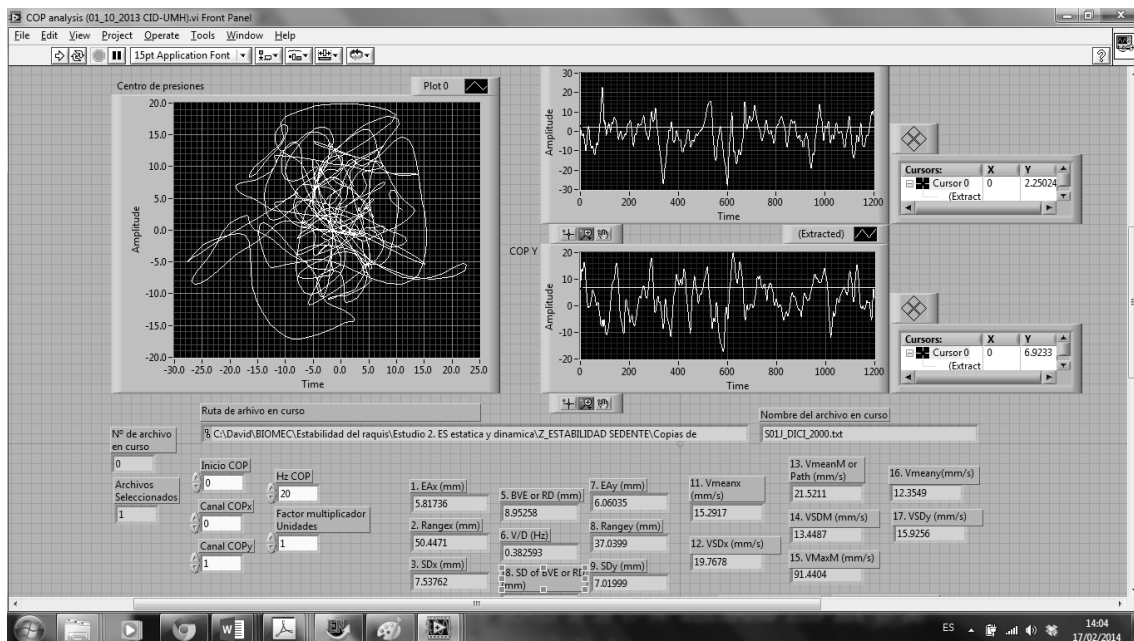 COP analysis (01_10_2013 CID-UMH).vi Front Panel
File Edit View Project Operate Tools Window Help
15pt Application Font
Centro de presiones
Plot 0
20.0
15.0
10.0
5.0
0.0
-5.0
-10.0
-15.0
-20.0
Amplitude
-30.0 -25.0 -20.0 -15.0 -10.0 -5.0 0.0 5.0 10.0 15.0 20.0 25.0
Time
30
20
10
0
-10
-20
-30
Amplitude
0 200 400 600 800 1000 1200
Time
Cursors: X Y
Cursor 0 0 2.25024
(Extract
COP Y
(Extracted)
20
10
0
-10
-20
Amplitude
0 200 400 600 800 1000 1200
Time
Cursors: X Y
Cursor 0 0 6.9233
(Extract
Ruta de arhivo en curso
C:\David\BIOMEC\Estabilidad del raquis\Estudio 2. ES estatica y dinamica\Z_ESTABILIDAD SEDENTE\Copias de
Nombre del archivo en curso
S01J_DICI_2000.txt
Nº de archivo
en curso
0
Archivos
Seleccionados
1
Inicio COP
0
Canal COPx
0
Canal COPy
1
Hz COP
20
Factor multiplicador
Unidades
1
1. EAx (mm)
5.81736
2. Rangex (mm)
50.4471
3. SDx (mm)
7.53762
5. BVE or RD (mm)
8.95258
6. V/D (Hz)
0.382593
8. SD of BVE or RD
(mm)
7. EAy (mm)
6.06035
8. Rangey (mm)
37.0399
9. SDy (mm)
7.01999
11. Vmeanx
(mm/s)
15.2917
12. VSDx (mm/s)
19.7678
13. VmeanM or
Path (mm/s)
21.5211
14. VSDM (mm/s)
13.4487
15. VMaxM (mm/s)
91.4404
16. Vmeany(mm/s)
12.3549
17. VSDy (mm/s)
15.9256
ES
14:04
17/02/2014